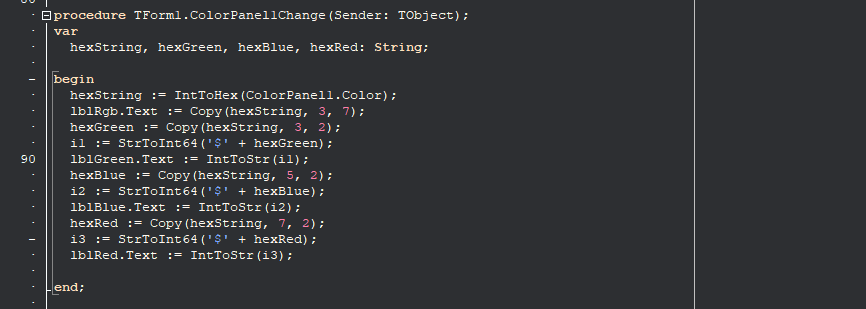 procedure TForm1.ColorPanel1Change(Sender: TObject);
var
hexString, hexGreen, hexBlue, hexRed: String;
begin
hexString := IntToHex(ColorPanel1.Color);
lblRgb.Text := Copy(hexString, 3, 7);
hexGreen := Copy(hexString, 3, 2);
i1 := StrToInt64('$' + hexGreen);
90 lblGreen.Text := IntToStr(i1);
hexBlue := Copy(hexString, 5, 2);
i2 := StrToInt64('$' + hexBlue);
lblBlue.Text := IntToStr(i2);
hexRed := Copy(hexString, 7, 2);
i3 := StrToInt64('$' + hexRed);
lblRed.Text := IntToStr(i3);
end;